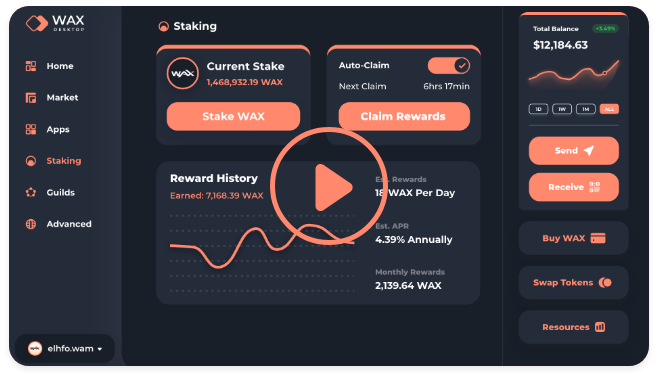 WAX
DESKTOP
Home
Market
Apps
Staking
Guilds
Advanced
elhfo.wam
Staking
WAX
Current Stake
1,468,932.19 WAX
Stake WAX
Auto-Claim
Next Claim 6hrs 17min
Claim Rewards
Reward History
Earned: 7,168.39 WAX
Est. Rewards
18 WAX Per Day
Est. APR
4.39% Annually
Monthly Rewards
2,139.64 WAX
Total Balance +3.49%
$12,184.63
1D 1W 1M ALL
Send
Receive
Buy WAX
Swap Tokens
Resources